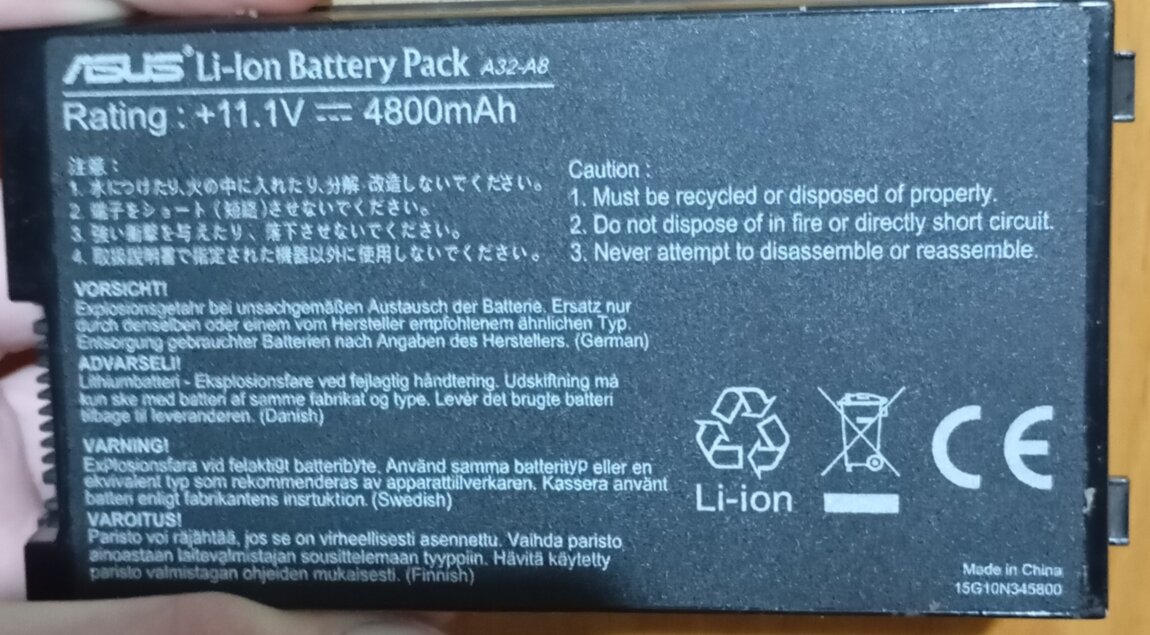 ASUS® Li-Ion Battery Pack A32-A8
Rating : +11.1V ⎓ 4800mAh
注意：
1. 水につけたり、火の中に入れたり、分解 改造しないでください。
2. 端子をショート（短絡)させないでください。
3. 強い衝撃を与えたり、落下させないでください。
4. 取扱説明書で指定された機器以外に使用しないでください。
Caution :
1. Must be recycled or disposed of properly.
2. Do not dispose of in fire or directly short circuit.
3. Never attempt to disassemble or reassemble.
VORSICHT!
Explosionsgefahr bei unsachgemäßen Austausch der Batterie. Ersatz nur
durch denselben oder einem vom Hersteller empfohlenem ähnlichen Typ.
Entsorgung gebrauchter Batterien nach Angaben des Herstellers. (German)
ADVARSELI!
Lithiumbatteri - Eksplosionsfare ved fejlagtig håndtering. Udskiftning må
kun ske med batteri af samme fabrikat og type. Levér det brugte batteri
tilbage til leverandøren. (Danish)
VARNING!
ExPlosionsfara vid felaktigt batteribyte. Använd samma batterityp eller en
ekvivalent typ som rekommenderas av apparattillverkaren. Kassera använt
batteri enligt fabrikantens insrtuktion. (Swedish)
VAROITUS!
Paristo voi räjähtää, jos se on virheellisesti asennettu. Vaihda paristo
ainoastaan laitevalmistajan sousittelemaan tyyppiin. Hävitä käytetty
paristo valmistagan ohjeiden mukaisesti. (Finnish)
Li-ion
CE
Made in China
15G10N345800